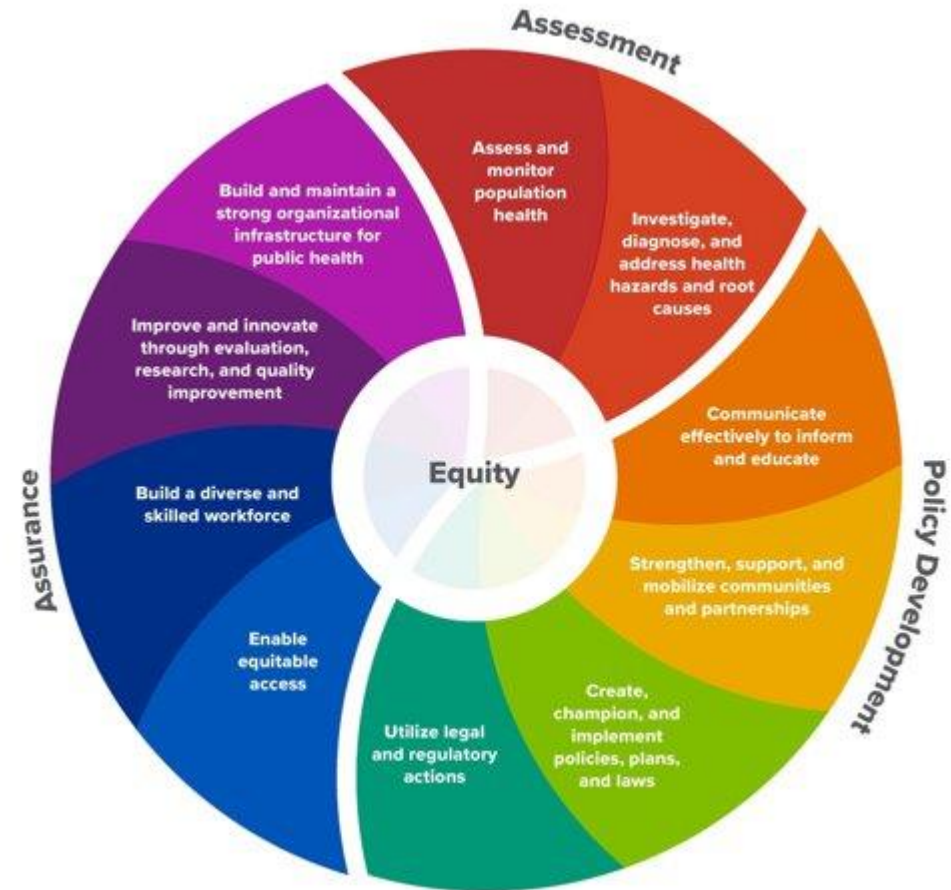 Assessment
Assess and
monitor
population
health
Investigate,
diagnose, and
address health
hazards and root
causes
Policy Development
Communicate
effectively to inform
and educate
Strengthen, support, and
mobilize communities
and partnerships
Create,
champion, and
implement
policies, plans,
and laws
Utilize legal
and regulatory
actions
Assurance
Enable
equitable
access
Build a diverse and
skilled workforce
Improve and innovate
through evaluation,
research, and quality
improvement
Build and maintain a
strong organizational
infrastructure for
public health
Equity